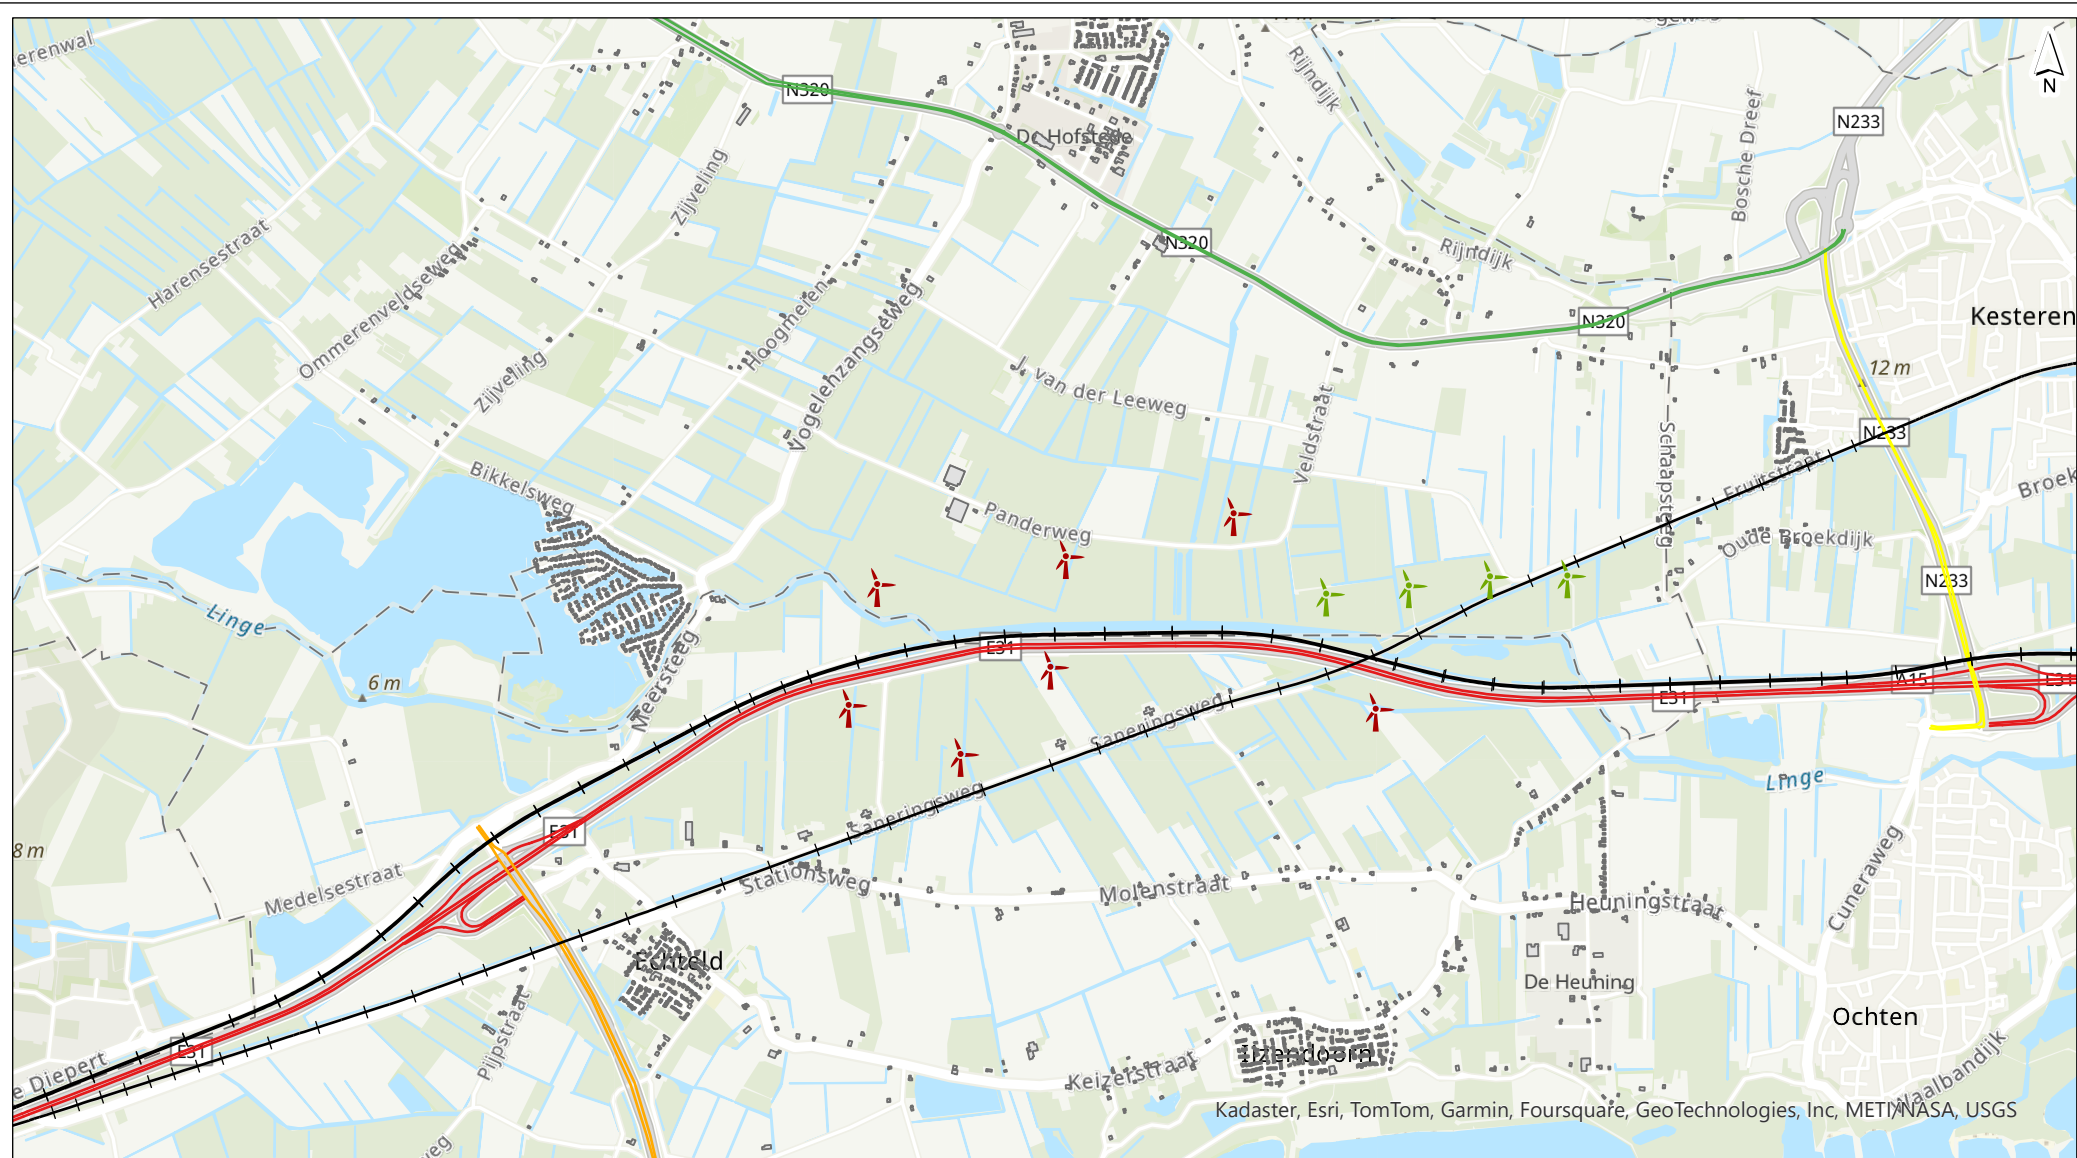 N320
N233
N
De Hofstede
Rijndijk
Bosche Dreef
Zijveling
Harensestraat
Ommerenveldseweg
N320
Rijndijk
Hoogmeien
Vogelenzangseweg
N320
Kesteren
12 m
Zijveling
J. van der Leeweg
Veldstraat
Schaapsteeg
N233
Fruitstraat
Broek
Bikkelsweg
Panderweg
Oude Broekdijk
N233
Linge
Meersteeg
E31
6 m
E31
A15
E31
Saneringsweg
Linge
Saneringsweg
E31
8 m
Medelsestraat
Stationsweg
Molenstraat
Heuningstraat
Cuneraweg
Echteld
De Heuning
Ochten
Pijpstraat
E31
e Diepert
IJzendoorn
Keizerstraat
Waalbandijk
Kadaster, Esri, TomTom, Garmin, Foursquare, GeoTechnologies, Inc, METI/NASA, USGS
eg